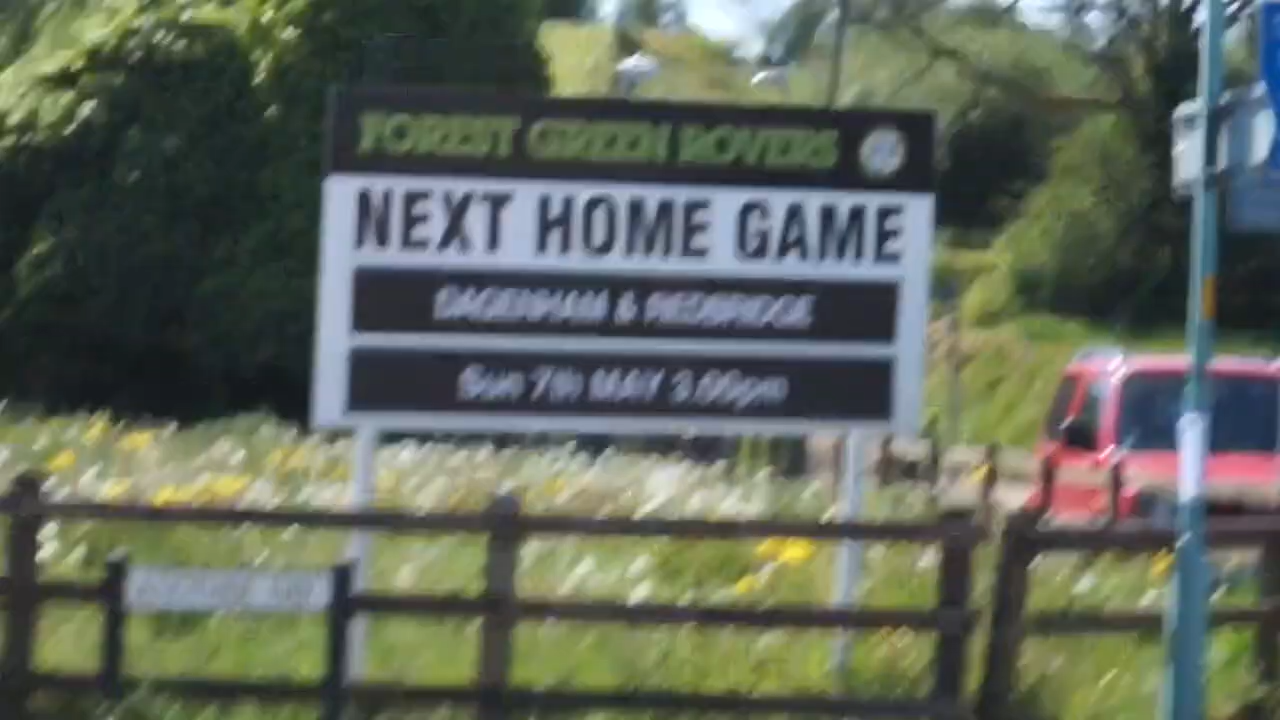 FOREST GREEN ROVERS
NEXT HOME GAME
DAGENHAM & REDBRIDGE
Sun 7th MAY 3.00pm